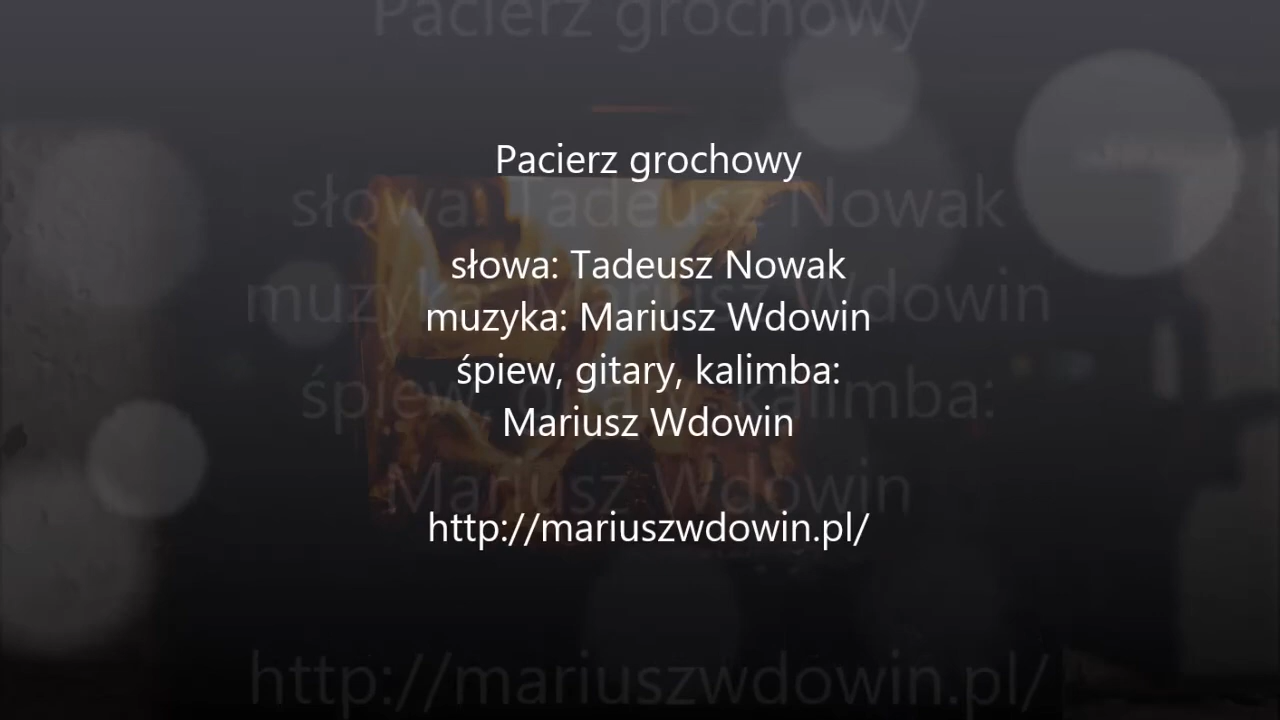 Pacierz grochowy
słowa: Tadeusz Nowak
muzyka: Mariusz Wdowin
śpiew, gitary, kalimba:
Mariusz Wdowin
http://mariuszwdowin.pl/